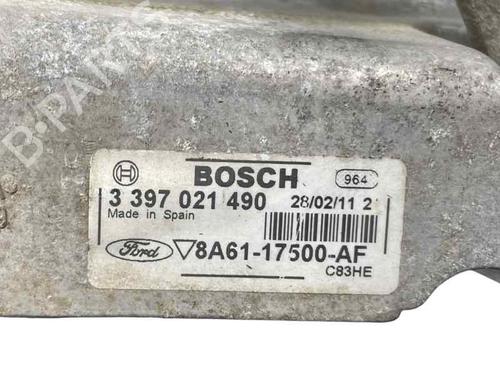 B-PARTS
BOSCH 964
3 397 021 490 28/02/11 2
Made in Spain
Ford 8A61-17500-AF
C83HE